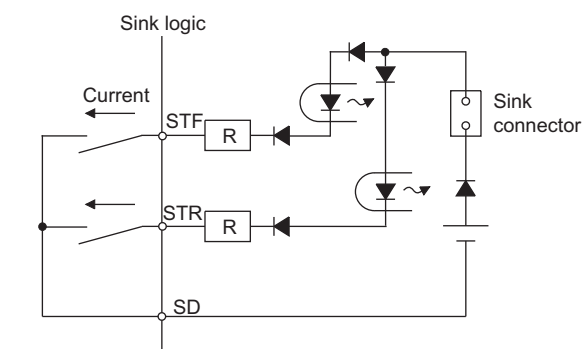 Sink logic
Current
STF
R
Sink
connector
STR
R
SD